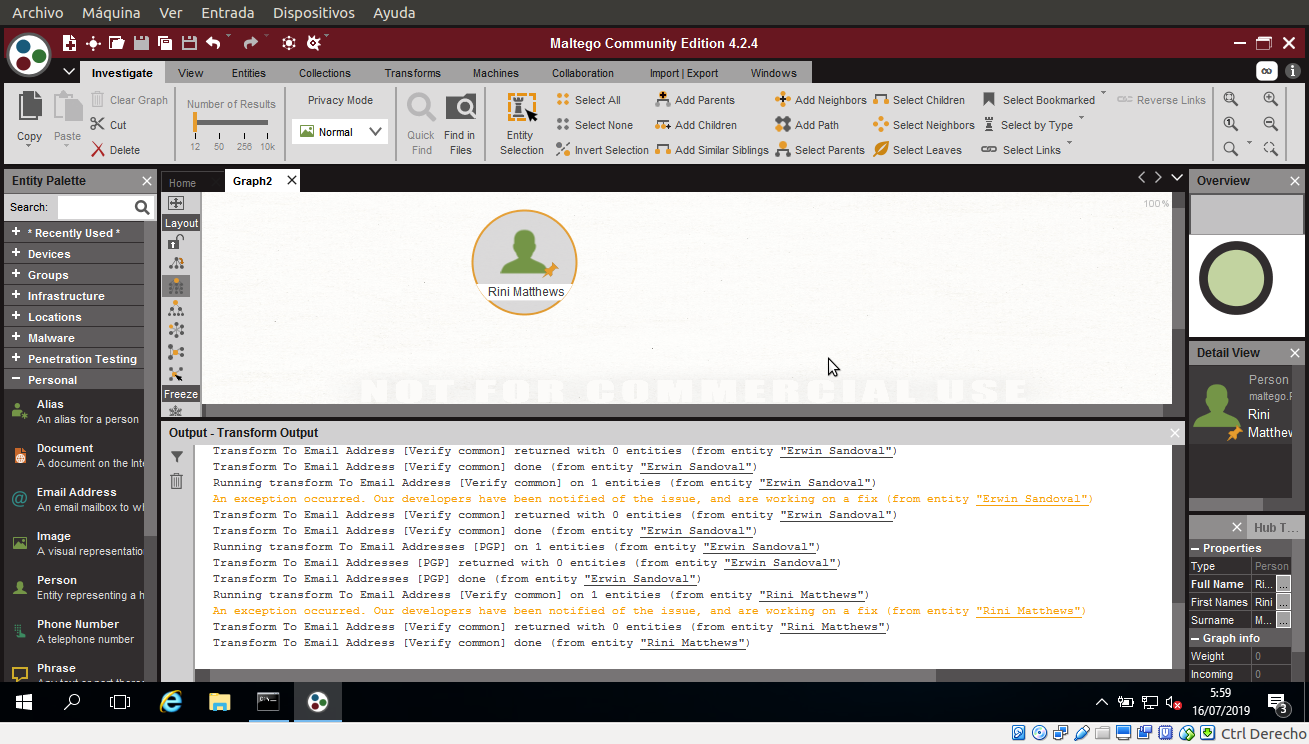 Archivo Máquina Ver Entrada Dispositivos Ayuda
Maltego Community Edition 4.2.4
Investigate View Entities Collections Transforms Machines Collaboration Import | Export Windows
Copy
Paste
Clear Graph
Cut
Delete
Number of Results
12 50 256 10k
Privacy Mode
Normal
Quick Find
Find in Files
Entity Selection
Select All
Select None
Invert Selection
Add Parents
Add Children
Add Similar Siblings
Add Neighbors
Add Path
Select Parents
Select Children
Select Neighbors
Select Leaves
Select Bookmarked
Select by Type
Select Links
Reverse Links
Entity Palette
Search:
* Recently Used *
Devices
Groups
Infrastructure
Locations
Malware
Penetration Testing
Personal
Alias
An alias for a person
Document
A document on the Inte
Email Address
An email mailbox to wh
Image
A visual representatio
Person
Entity representing a h
Phone Number
A telephone number
Phrase
Any text or part thereo
Home Graph2
Layout
Freeze
100%
Rini Matthews
NOT FOR COMMERCIAL USE
Output - Transform Output
Transform To Email Address [Verify common] returned with 0 entities (from entity "Erwin Sandoval")
Transform To Email Address [Verify common] done (from entity "Erwin Sandoval")
Running transform To Email Address [Verify common] on 1 entities (from entity "Erwin Sandoval")
An exception occurred. Our developers have been notified of the issue, and are working on a fix (from entity "Erwin Sandoval")
Transform To Email Address [Verify common] returned with 0 entities (from entity "Erwin Sandoval")
Transform To Email Address [Verify common] done (from entity "Erwin Sandoval")
Running transform To Email Addresses [PGP] on 1 entities (from entity "Erwin Sandoval")
Transform To Email Addresses [PGP] returned with 0 entities (from entity "Erwin Sandoval")
Transform To Email Addresses [PGP] done (from entity "Erwin Sandoval")
Running transform To Email Address [Verify common] on 1 entities (from entity "Rini Matthews")
An exception occurred. Our developers have been notified of the issue, and are working on a fix (from entity "Rini Matthews")
Transform To Email Address [Verify common] returned with 0 entities (from entity "Rini Matthews")
Transform To Email Address [Verify common] done (from entity "Rini Matthews")
Overview
Detail View
Person
maltego.P
Rini
Matthew
Hub T...
Properties
Type Person
Full Name Ri... ...
First Names Rini ...
Surname M... ...
Graph info
Weight 0
Incoming 0
5:59
16/07/2019
3
Ctrl Derecho